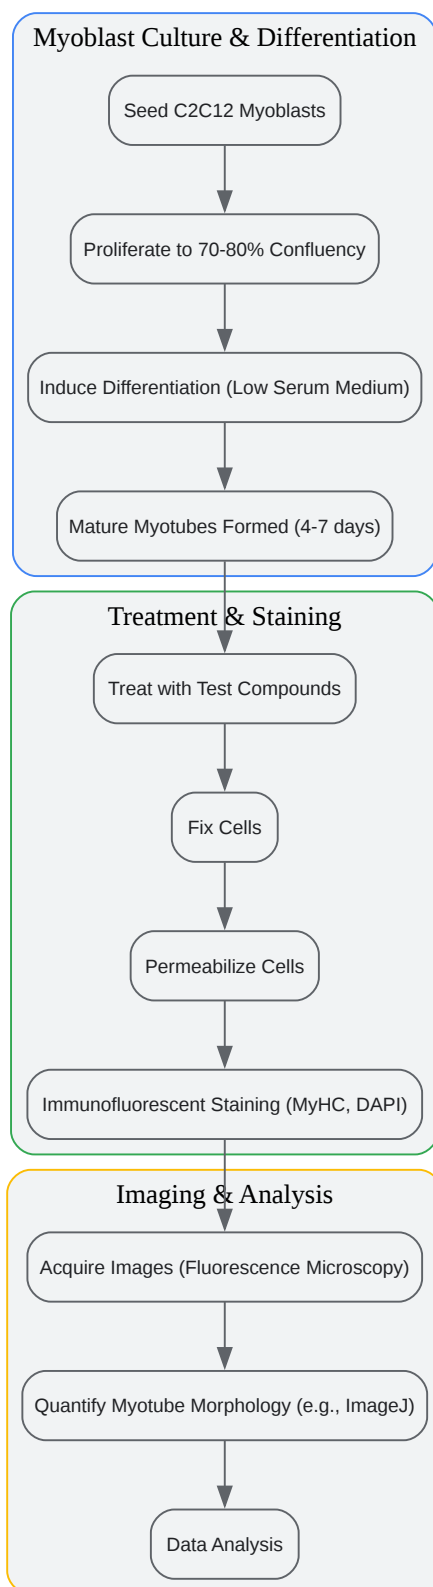 Myoblast Culture & Differentiation
Seed C2C12 Myoblasts
Proliferate to 70-80% Confluency
Induce Differentiation (Low Serum Medium)
Mature Myotubes Formed (4-7 days)
Treatment & Staining
Treat with Test Compounds
Fix Cells
Permeabilize Cells
Immunofluorescent Staining (MyHC, DAPI)
Imaging & Analysis
Acquire Images (Fluorescence Microscopy)
Quantify Myotube Morphology (e.g., ImageJ)
Data Analysis